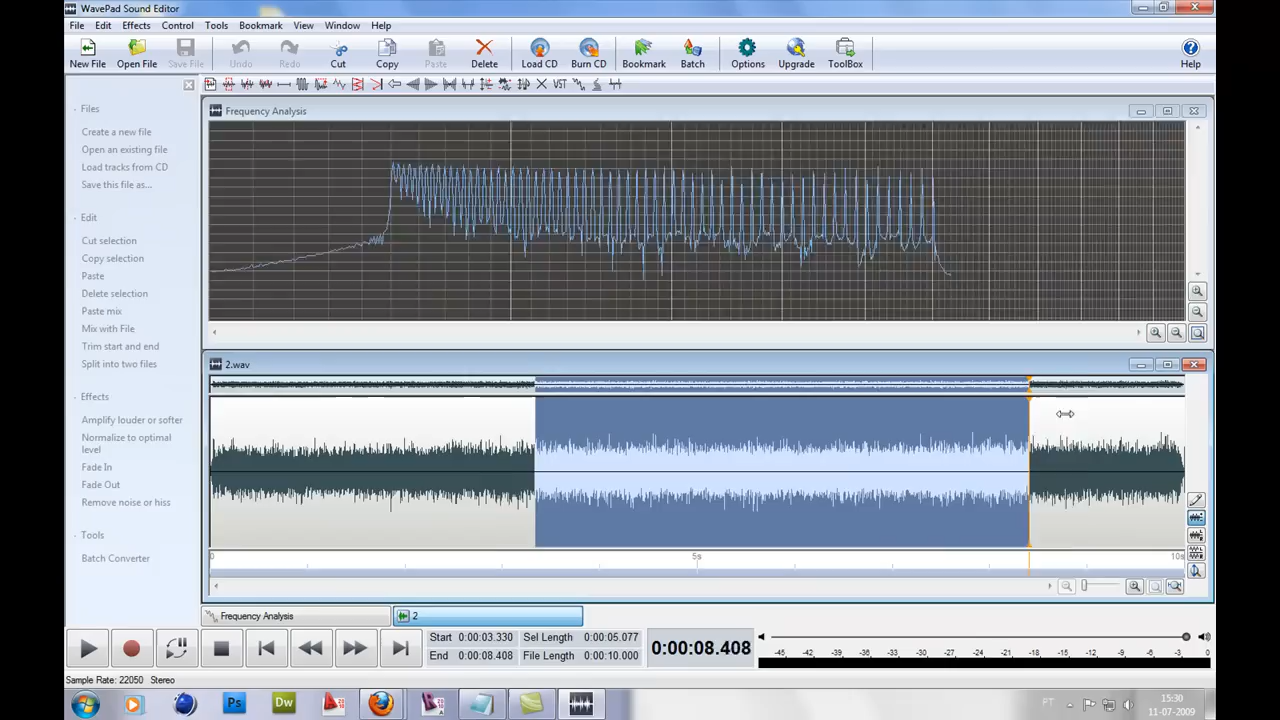 WavePad Sound Editor
File Edit Effects Control Tools Bookmark View Window Help
New File Open File Save File Undo Redo Cut Copy Paste Delete Load CD Burn CD Bookmark Batch Options Upgrade ToolBox Help
VST
Files
Create a new file
Open an existing file
Load tracks from CD
Save this file as...
Edit
Cut selection
Copy selection
Paste
Delete selection
Paste mix
Mix with File
Trim start and end
Split into two files
Effects
Amplify louder or softer
Normalize to optimal
level
Fade In
Fade Out
Remove noise or hiss
Tools
Batch Converter
Frequency Analysis
2.wav
0 5s 10s
Frequency Analysis 2
Start 0:00:03.330 Sel Length 0:00:05.077
End 0:00:08.408 File Length 0:00:10.000
0:00:08.408
-45 -42 -39 -36 -33 -30 -27 -24 -21 -18 -15 -12 -9 -6 -3 0
Sample Rate: 22050 Stereo
Ps Dw
PT
15:30
11-07-2009